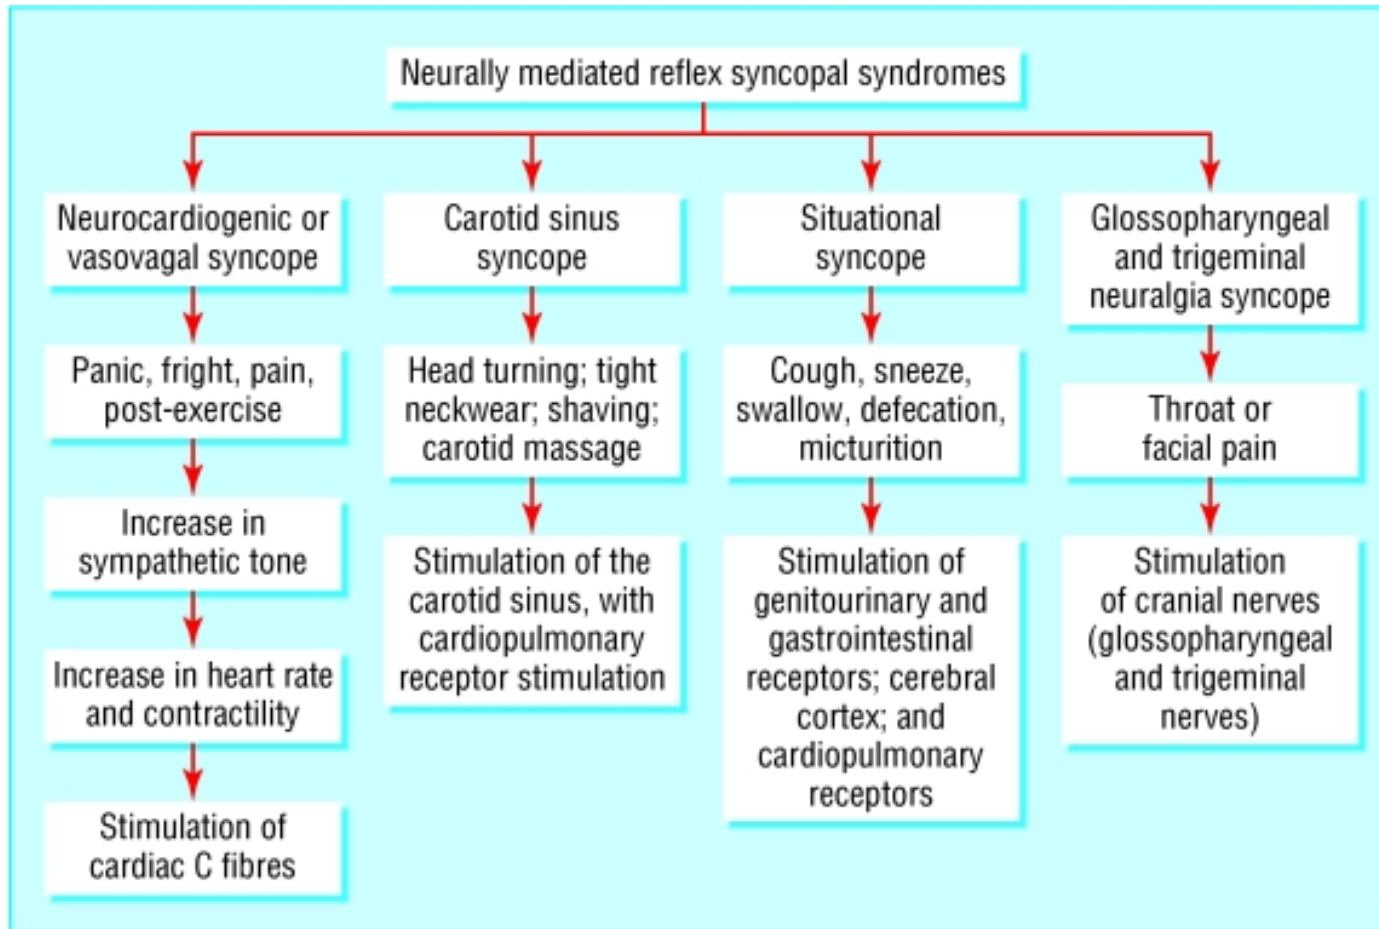 Neurally mediated reflex syncopal syndromes
Neurocardiogenic or
vasovagal syncope
Panic, fright, pain,
post-exercise
Increase in
sympathetic tone
Increase in heart rate
and contractility
Stimulation of
cardiac C fibres
Carotid sinus
syncope
Head turning; tight
neckwear; shaving;
carotid massage
Stimulation of the
carotid sinus, with
cardiopulmonary
receptor stimulation
Situational
syncope
Cough, sneeze,
swallow, defecation,
micturition
Stimulation of
genitourinary and
gastrointestinal
receptors; cerebral
cortex; and
cardiopulmonary
receptors
Glossopharyngeal
and trigeminal
neuralgia syncope
Throat or
facial pain
Stimulation
of cranial nerves
(glossopharyngeal
and trigeminal
nerves)